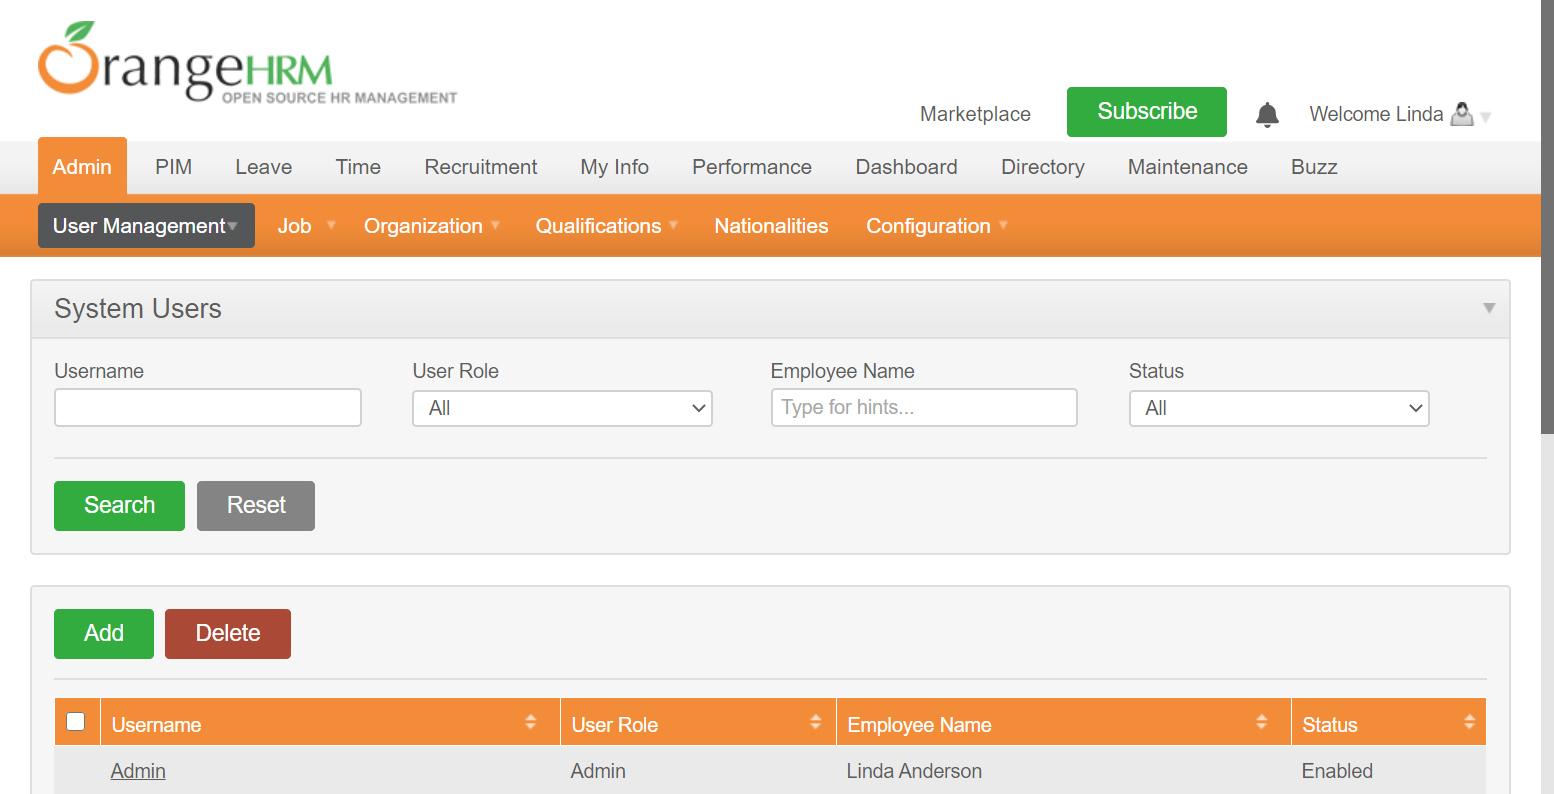 OrangeHRM
OPEN SOURCE HR MANAGEMENT
Marketplace Subscribe Welcome Linda
Admin PIM Leave Time Recruitment My Info Performance Dashboard Directory Maintenance Buzz
User Management Job Organization Qualifications Nationalities Configuration
System Users
Username User Role Employee Name Status
All Type for hints... All
Search Reset
Add Delete
Username User Role Employee Name Status
Admin Admin Linda Anderson Enabled